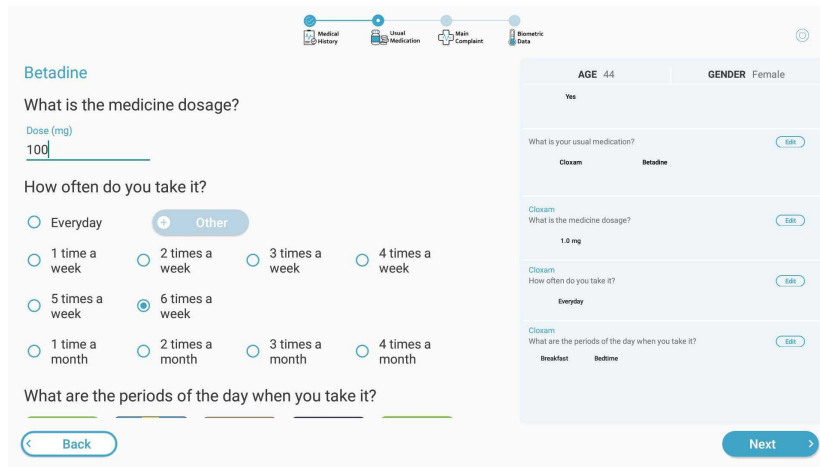 Medical History
Usual Medication
Main Complaint
Biometric Data
Betadine
What is the medicine dosage?
Dose (mg)
100
How often do you take it?
Everyday
Other
1 time a week
2 times a week
3 times a week
4 times a week
5 times a week
6 times a week
1 time a month
2 times a month
3 times a month
4 times a month
What are the periods of the day when you take it?
Back
AGE 44 GENDER Female
Yes
What is your usual medication? Edit
Cloxam Betadine
Cloxam
What is the medicine dosage? Edit
1.0 mg
Cloxam
How often do you take it? Edit
Everyday
Cloxam
What are the periods of the day when you take it? Edit
Breakfast Bedtime
Next